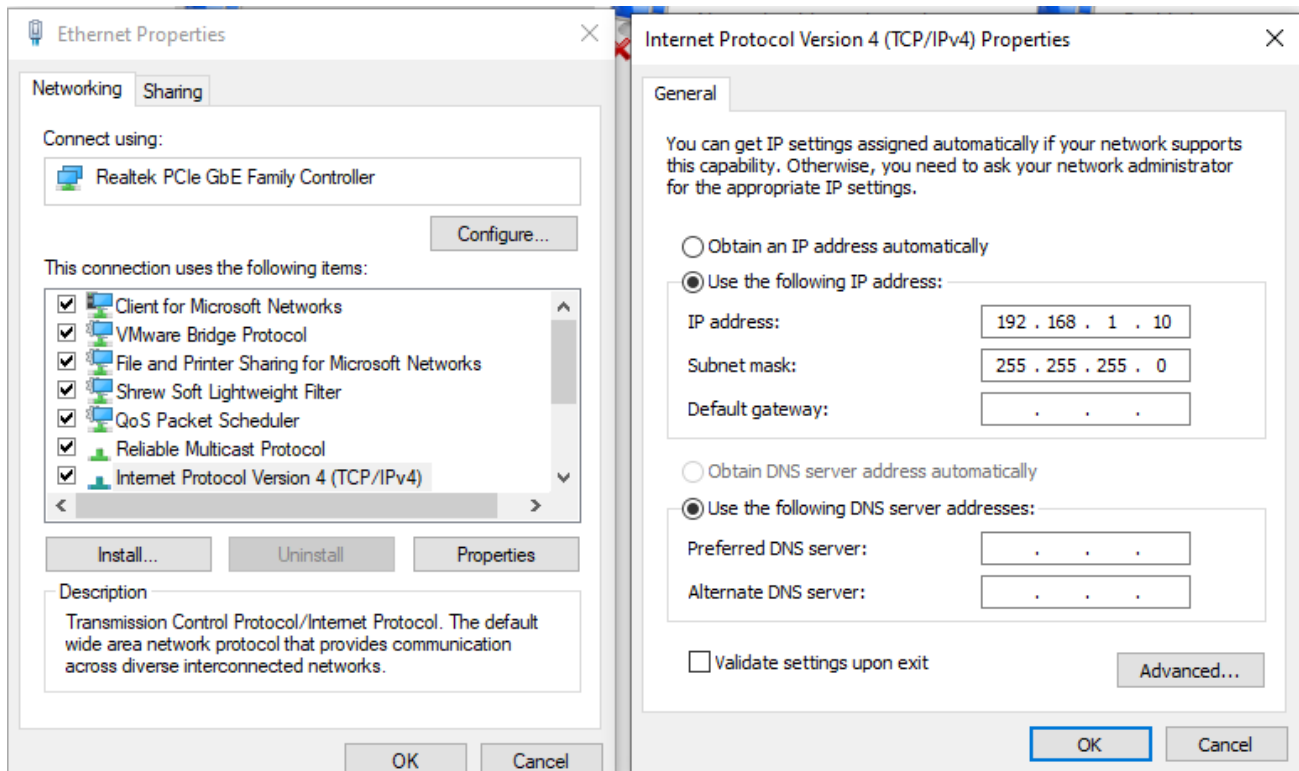 Ethernet Properties
Networking
Sharing
Connect using:
Realtek PCIe GbE Family Controller
Configure...
This connection uses the following items:
Client for Microsoft Networks
VMware Bridge Protocol
File and Printer Sharing for Microsoft Networks
Shrew Soft Lightweight Filter
QoS Packet Scheduler
Reliable Multicast Protocol
Internet Protocol Version 4 (TCP/IPv4)
Install...
Uninstall
Properties
Description
Transmission Control Protocol/Internet Protocol. The default
wide area network protocol that provides communication
across diverse interconnected networks.
OK
Cancel
Internet Protocol Version 4 (TCP/IPv4) Properties
General
You can get IP settings assigned automatically if your network supports
this capability. Otherwise, you need to ask your network administrator
for the appropriate IP settings.
Obtain an IP address automatically
Use the following IP address:
IP address: 192 . 168 . 1 . 10
Subnet mask: 255 . 255 . 255 . 0
Default gateway: . . .
Obtain DNS server address automatically
Use the following DNS server addresses:
Preferred DNS server: . . .
Alternate DNS server: . . .
Validate settings upon exit
Advanced...
OK
Cancel